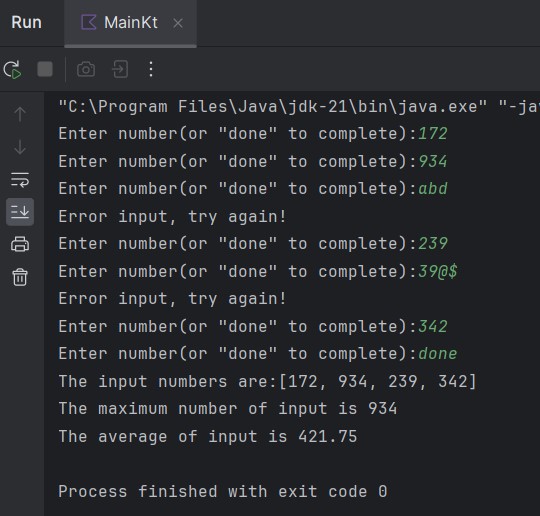 Run MainKt
"C:\Program Files\Java\jdk-21\bin\java.exe" "-jav
Enter number(or "done" to complete):172
Enter number(or "done" to complete):934
Enter number(or "done" to complete):abd
Error input, try again!
Enter number(or "done" to complete):239
Enter number(or "done" to complete):39@$
Error input, try again!
Enter number(or "done" to complete):342
Enter number(or "done" to complete):done
The input numbers are:[172, 934, 239, 342]
The maximum number of input is 934
The average of input is 421.75
Process finished with exit code 0